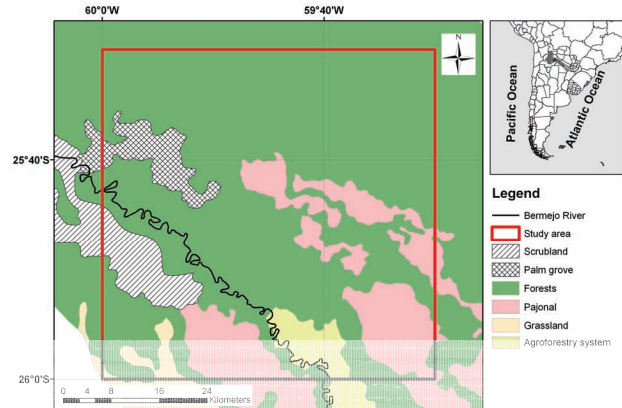 60°0'W 59°40'W
N
25°40'S
26°0'S
0 4 8 16 24
Kilometers
Pacific Ocean
Atlantic Ocean
Legend
Bermejo River
Study area
Scrubland
Palm grove
Forests
Pajonal
Grassland
Agroforestry system